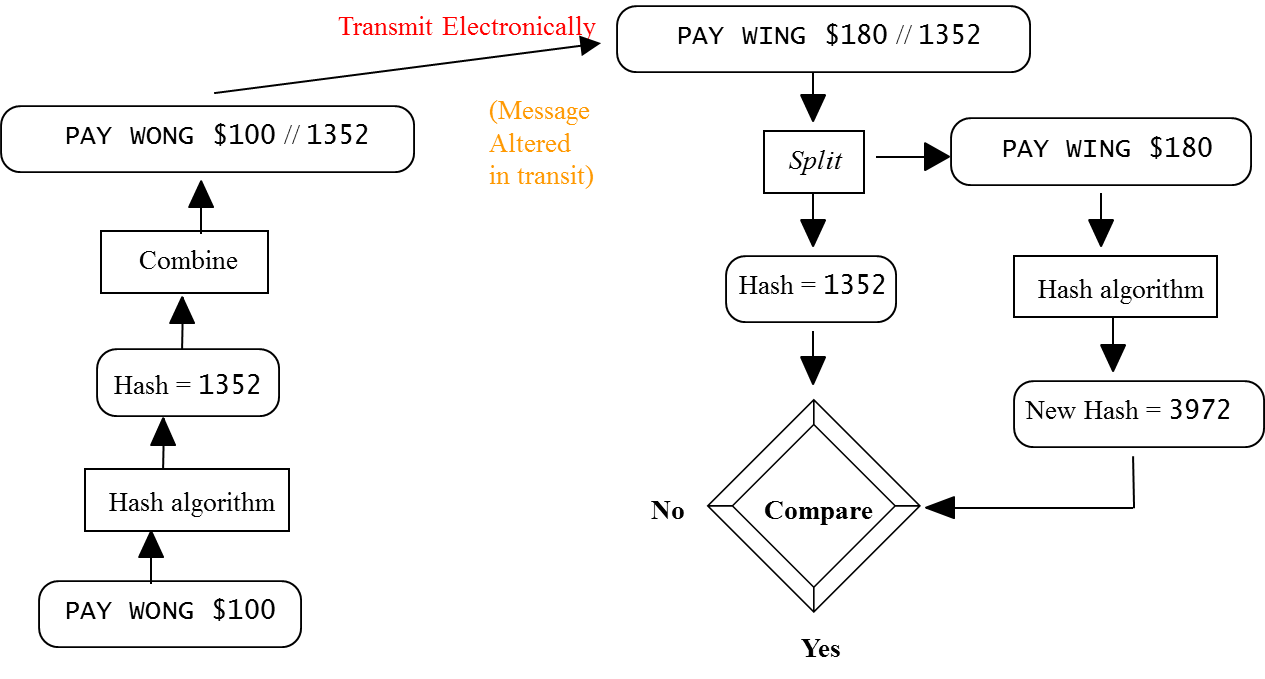 Transmit Electronically
PAY WING $180 // 1352
(Message
Altered
in transit)
PAY WONG $100 // 1352
Split
PAY WING $180
Combine
Hash = 1352
Hash algorithm
Hash = 1352
New Hash = 3972
Hash algorithm
No
Compare
PAY WONG $100
Yes